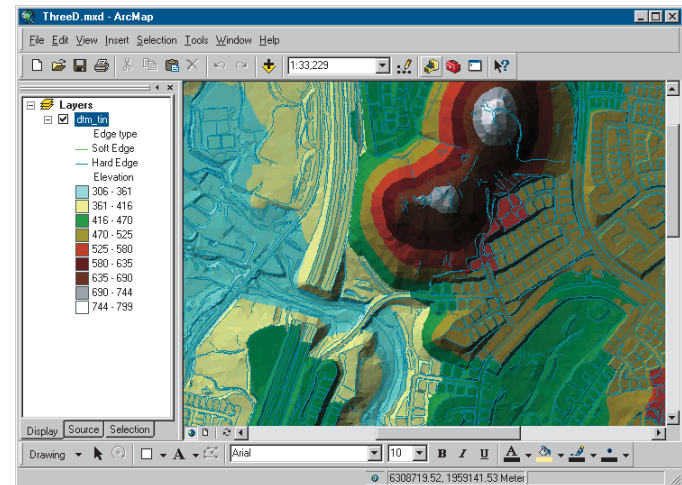 ThreeD.mxd - ArcMap
File Edit View Insert Selection Tools Window Help
1:33,229
Layers
dtm_tin
Edge type
Soft Edge
Hard Edge
Elevation
306 - 361
361 - 416
416 - 470
470 - 525
525 - 580
580 - 635
635 - 690
690 - 744
744 - 799
Display Source Selection
Drawing A Arial 10 B I U A
6308719.52, 1959141.53 Meter